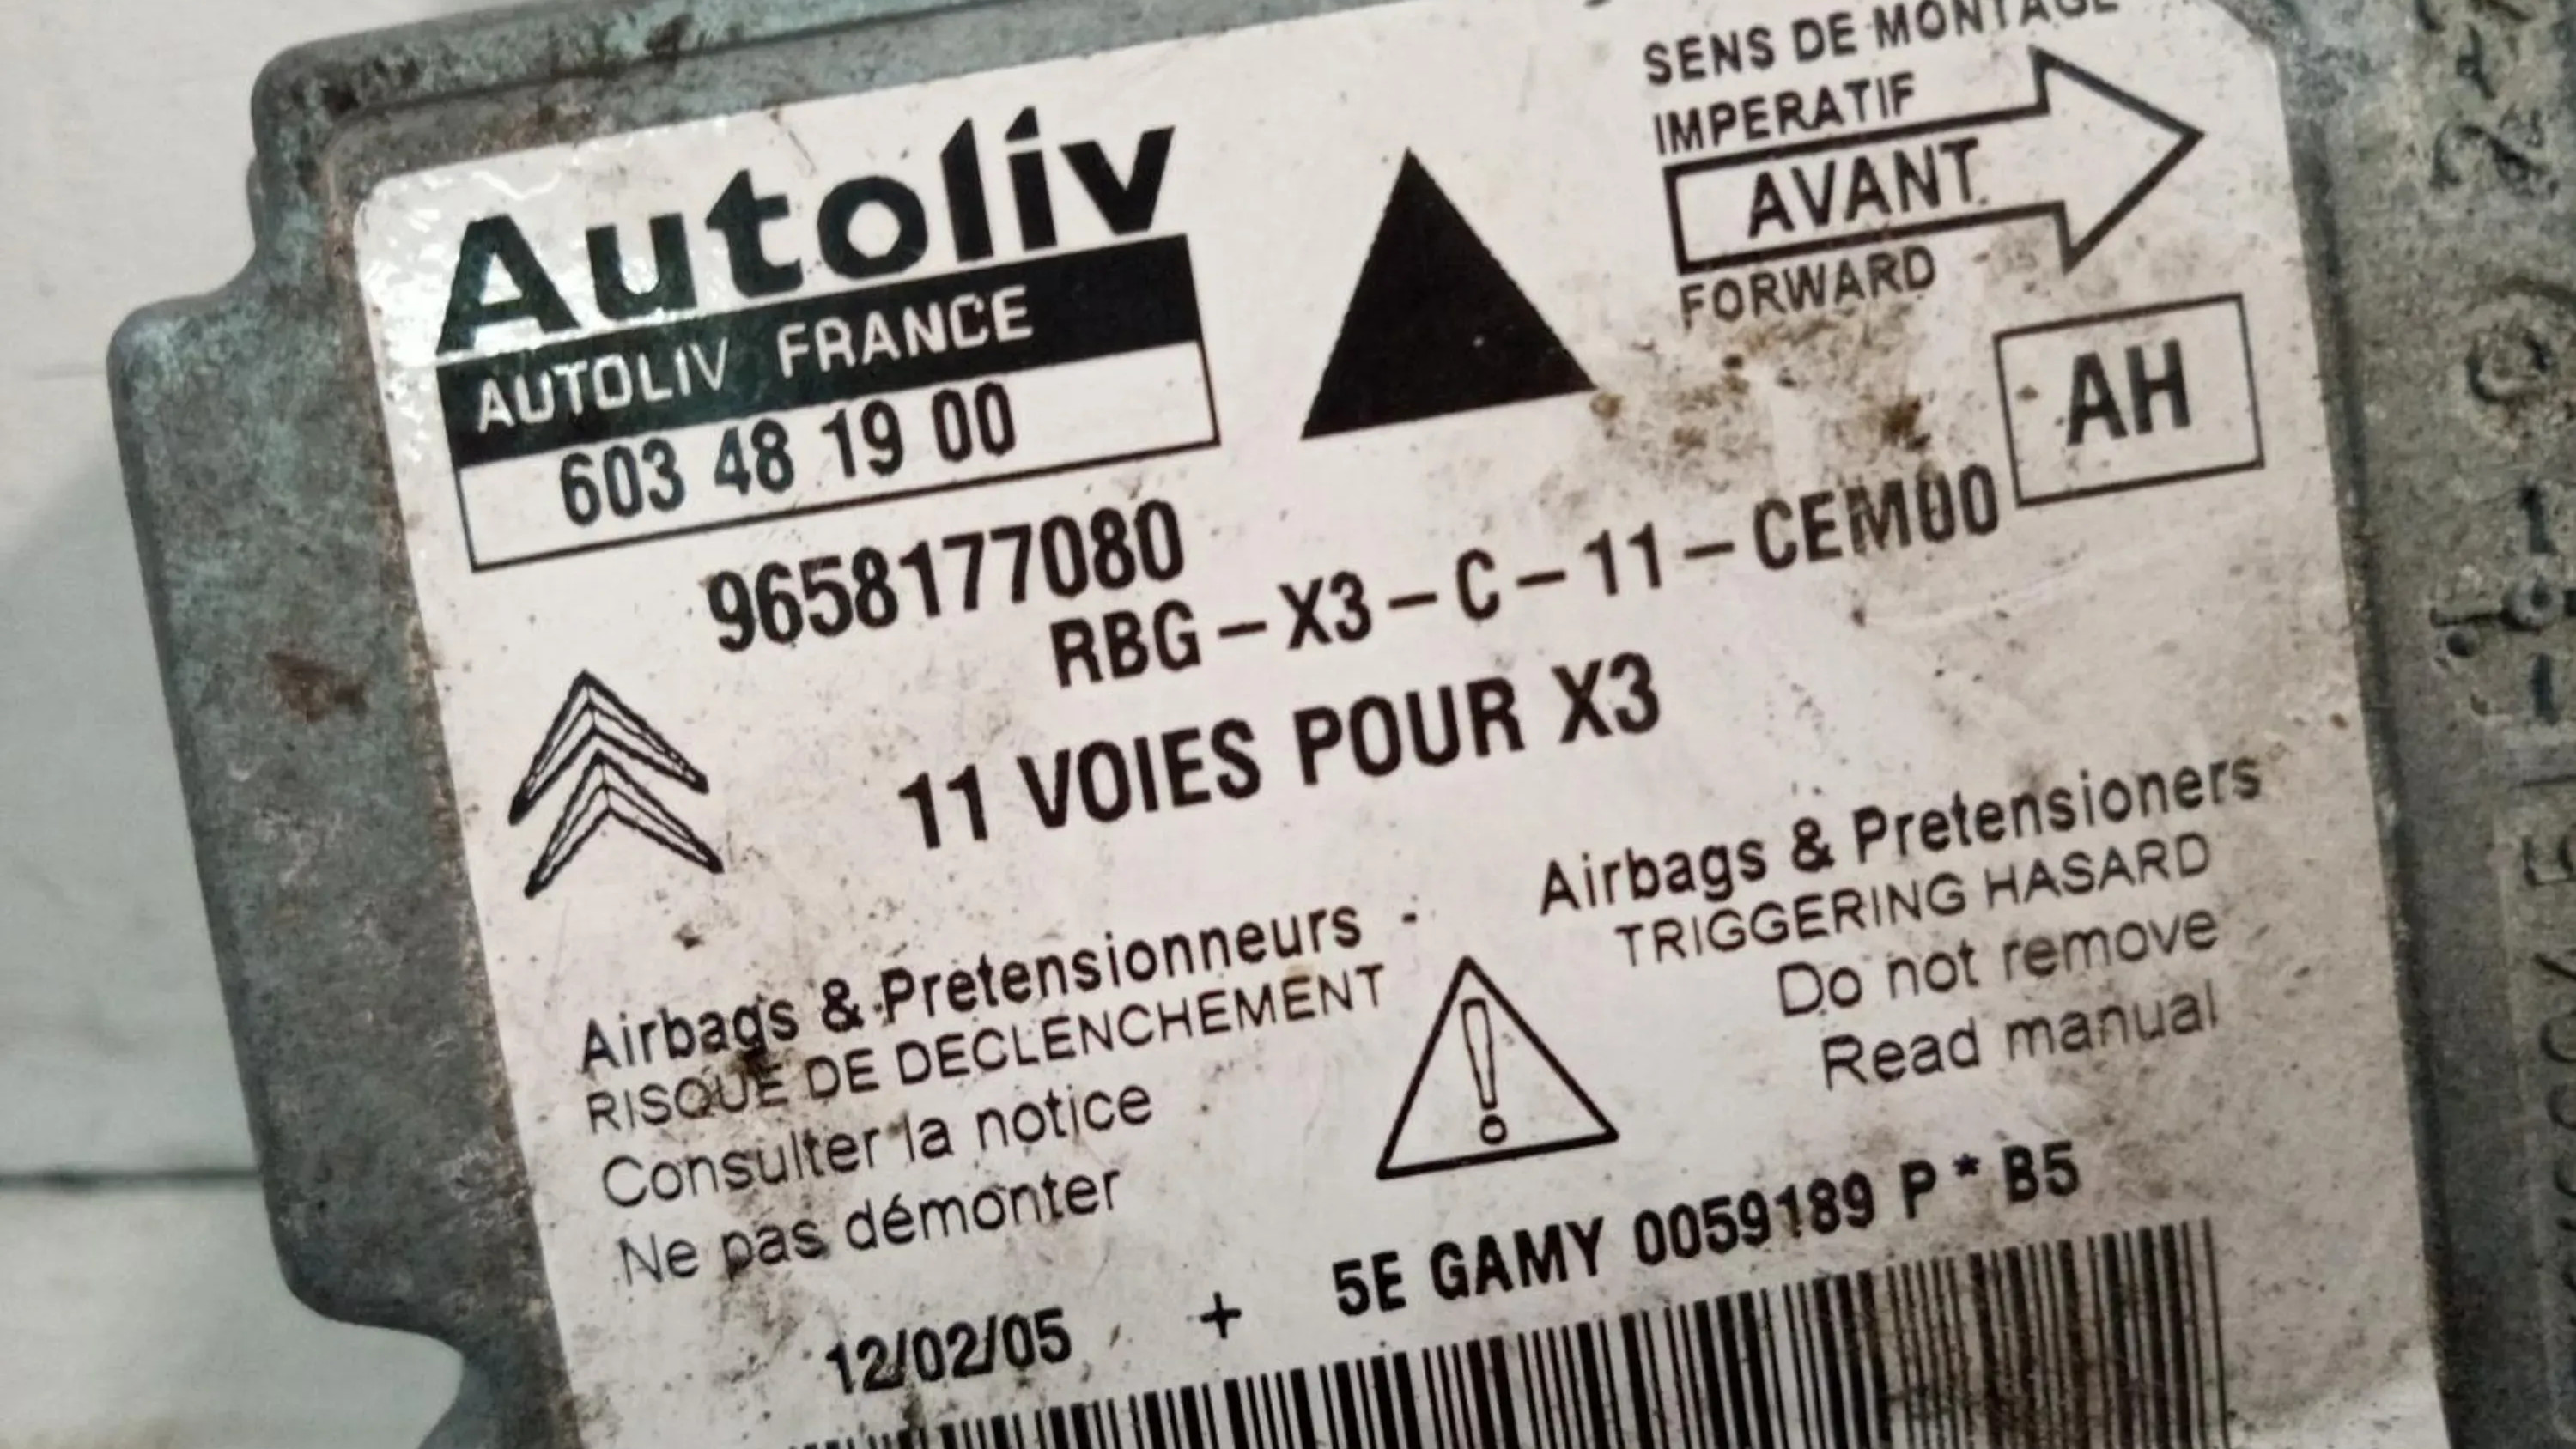 Autoliv
AUTOLIV FRANCE
603 48 19 00
SENS DE MONTAGE
IMPERATIF
AVANT
FORWARD
AH
9658177080
RBG - X3 - C - 11 - CEM00
11 VOIES POUR X3
Airbags & Pretensionneurs -
RISQUE DE DECLENCHEMENT
Consulter la notice
Ne pas démonter
Airbags & Pretensioners
TRIGGERING HASARD
Do not remove
Read manual
12/02/05 + 5E GAMY 0059189 P * B5